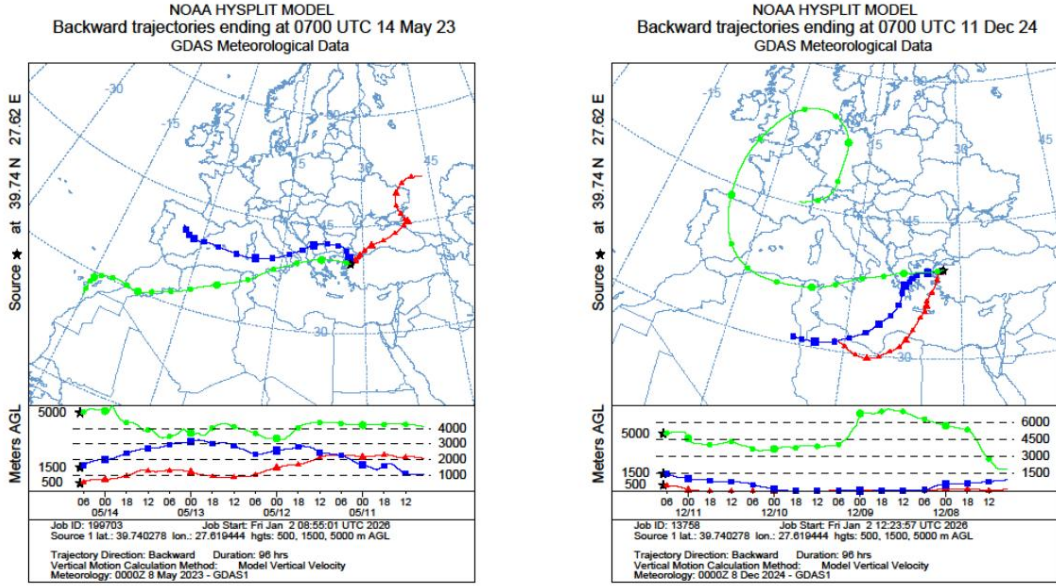 NOAA HYSPLIT MODEL
Backward trajectories ending at 0700 UTC 14 May 23
GDAS Meteorological Data
Source ★ at 39.74 N 27.62 E
-30
-15
45
45
30
Meters AGL
5000
1500
500
4000
3000
2000
1000
06 00 18 12 06 00 18 12 06 00 18 12 06 00 18 12
05/14 05/13 05/12 05/11
Job ID: 199703 Job Start: Fri Jan 2 08:55:01 UTC 2026
Source 1 lat.: 39.740278 lon.: 27.619444 hgts: 500, 1500, 5000 m AGL
Trajectory Direction: Backward Duration: 96 hrs
Vertical Motion Calculation Method: Model Vertical Velocity
Meteorology: 0000Z 8 May 2023 - GDAS1
NOAA HYSPLIT MODEL
Backward trajectories ending at 0700 UTC 11 Dec 24
GDAS Meteorological Data
Source ★ at 39.74 N 27.62 E
-30
-15
45
45
30
Meters AGL
5000
1500
500
6000
4500
3000
1500
06 00 18 12 06 00 18 12 06 00 18 12 06 00 18 12
12/11 12/10 12/09 12/08
Job ID: 13758 Job Start: Fri Jan 2 12:23:57 UTC 2026
Source 1 lat.: 39.740278 lon.: 27.619444 hgts: 500, 1500, 5000 m AGL
Trajectory Direction: Backward Duration: 96 hrs
Vertical Motion Calculation Method: Model Vertical Velocity
Meteorology: 0000Z 8 Dec 2024 - GDAS1